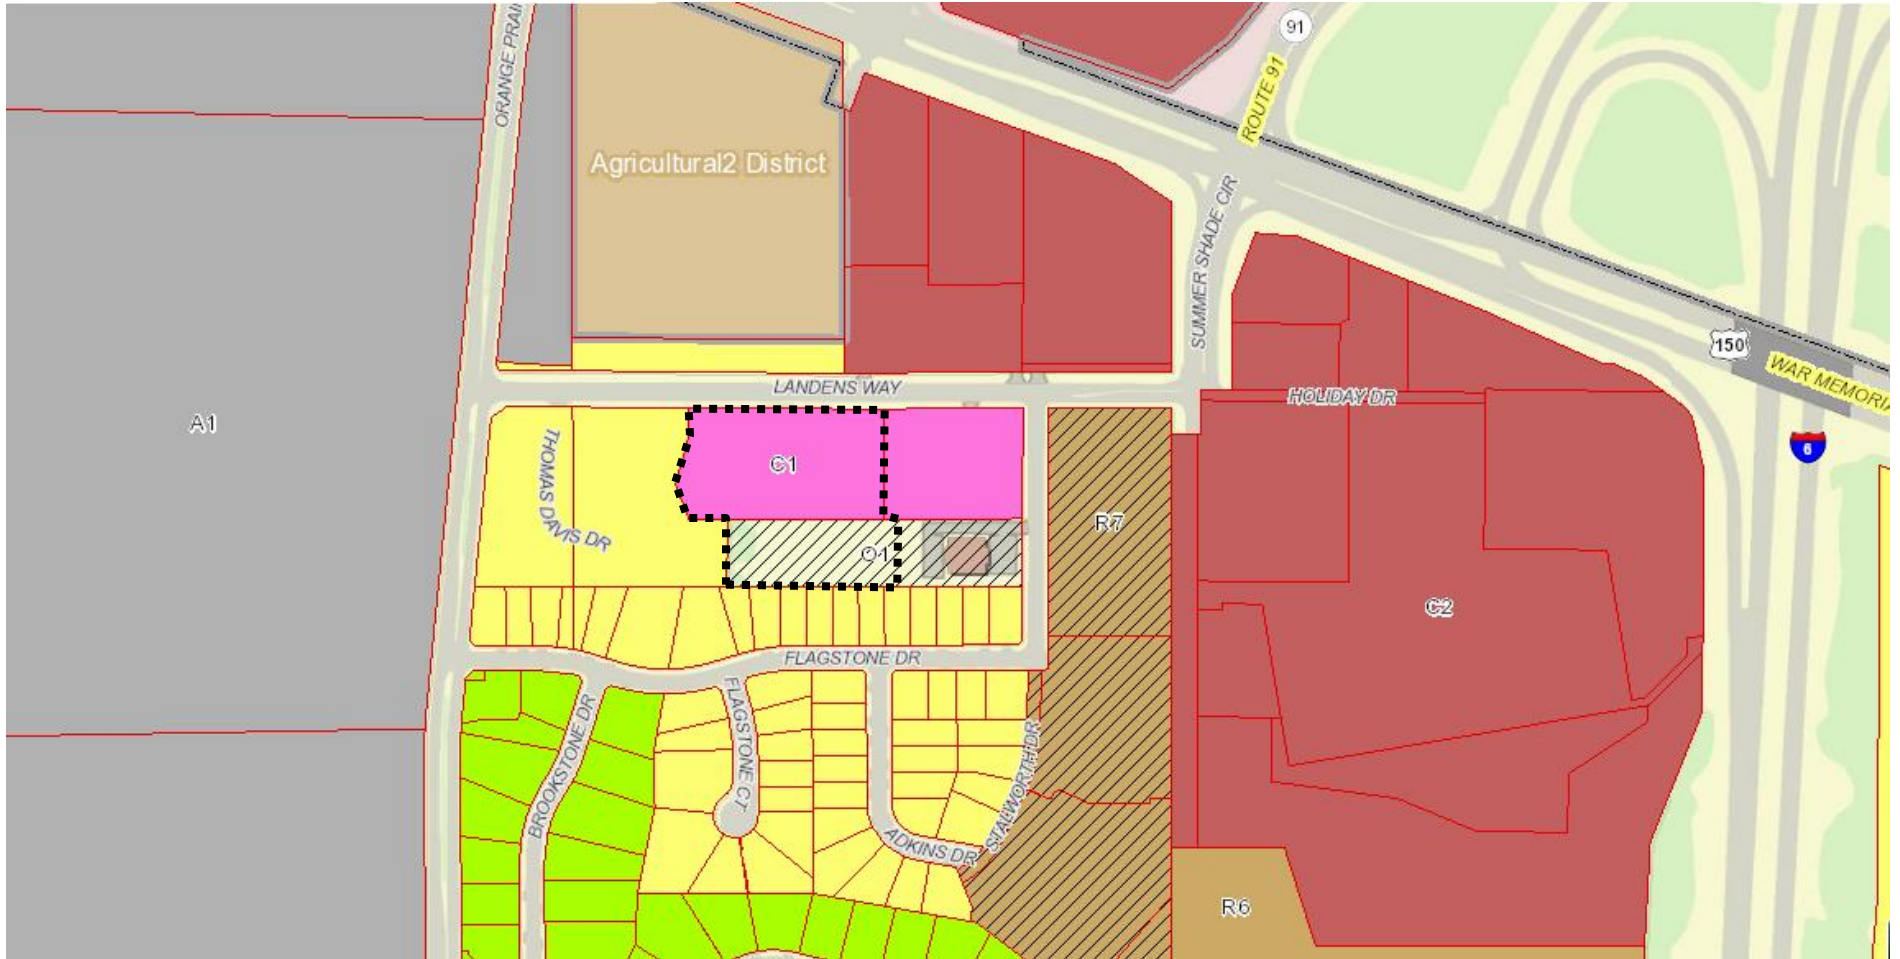 ORANGE PRAI
91
ROUTE 91
Agricultural2 District
SUMMER SHADE CIR
150
WAR MEMORIA
LANDENS WAY
HOLIDAY DR
A1
THOMAS DAVIS DR
C1
6
R7
O1
C2
FLAGSTONE DR
FLAGSTONE CT
BROOKSTONE DR
STALWORTH DR
ADKINS DR
R6